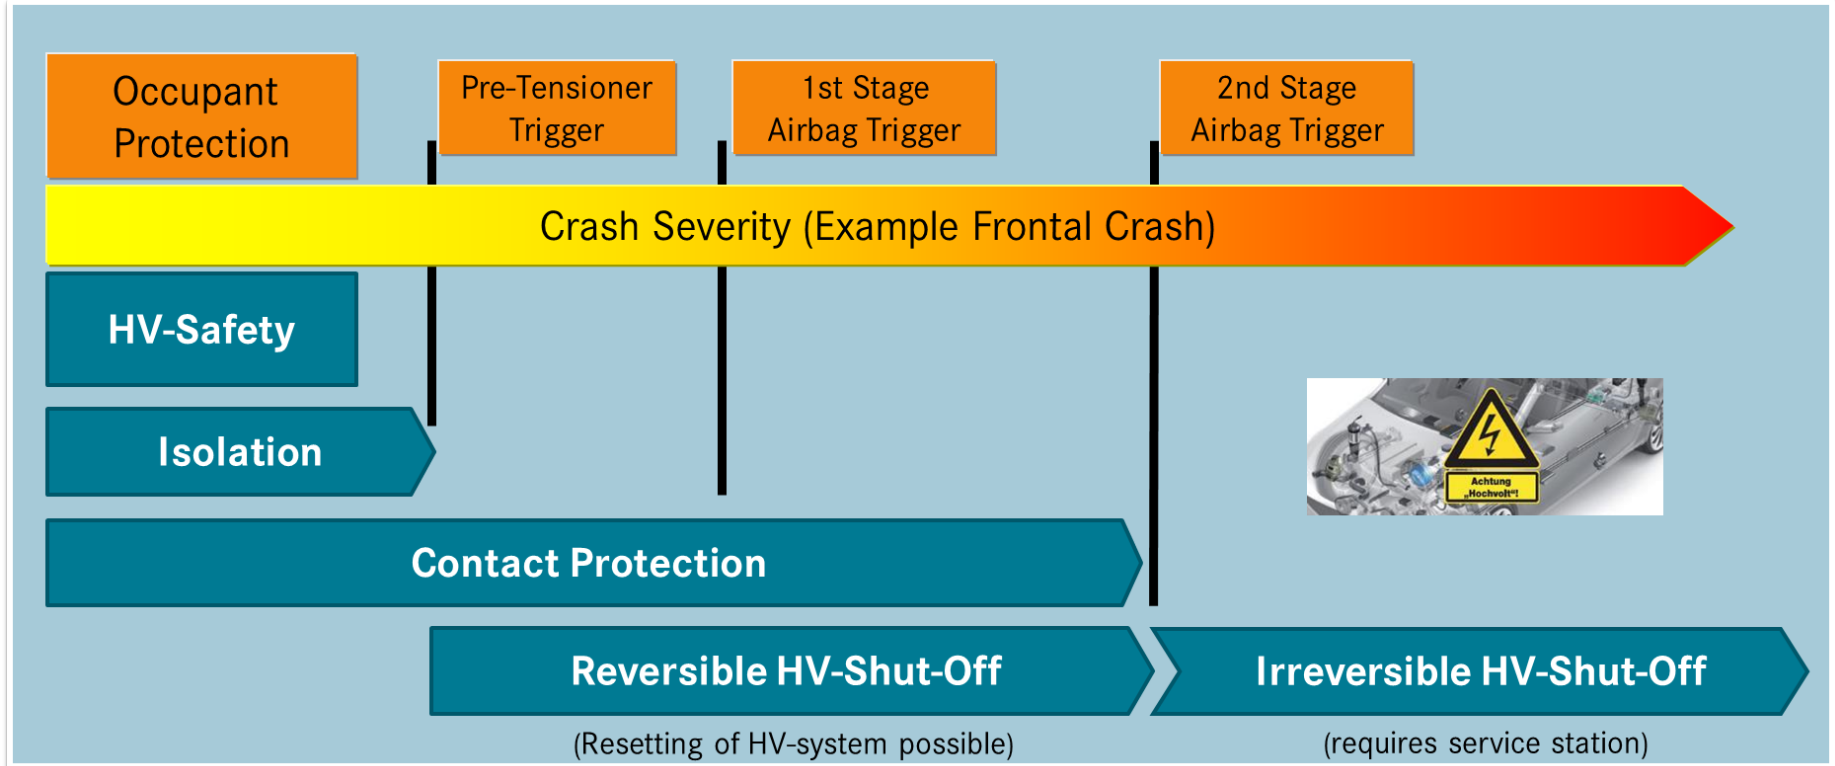 Occupant
Protection
Pre-Tensioner
Trigger
1st Stage
Airbag Trigger
2nd Stage
Airbag Trigger
Crash Severity (Example Frontal Crash)
HV-Safety
Isolation
Achtung
„Hochvolt“!
Contact Protection
Reversible HV-Shut-Off
Irreversible HV-Shut-Off
(Resetting of HV-system possible)
(requires service station)